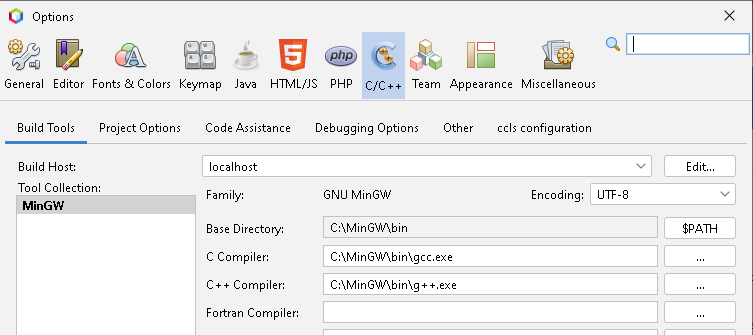 Options
General Editor Fonts & Colors Keymap Java HTML/JS PHP C/C++ Team Appearance Miscellaneous
Build Tools Project Options Code Assistance Debugging Options Other ccls configuration
Build Host: localhost Edit...
Tool Collection:
MinGW
Family: GNU MinGW Encoding: UTF-8
Base Directory: C:\MinGW\bin $PATH
C Compiler: C:\MinGW\bin\gcc.exe ...
C++ Compiler: C:\MinGW\bin\g++.exe ...
Fortran Compiler: ...